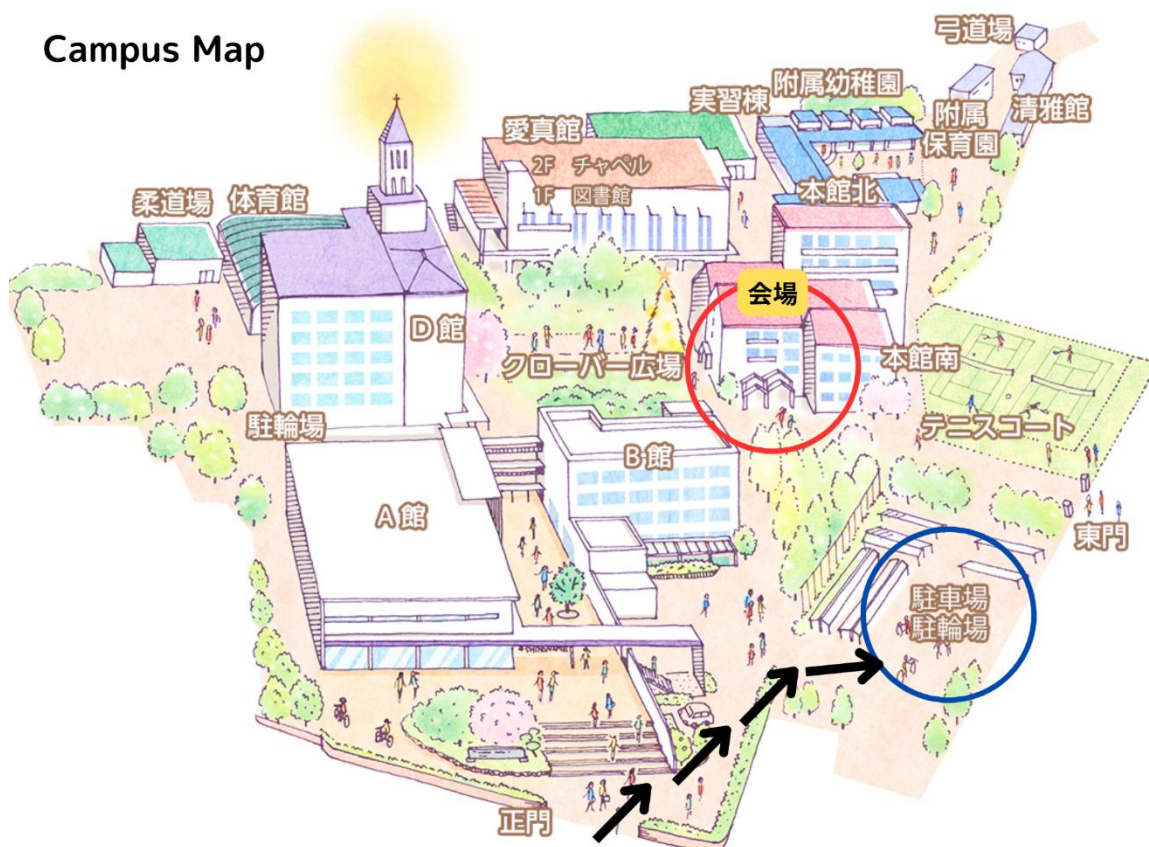 Campus Map
弓道場
附属幼稚園
実習棟
清雅館
附属
保育園
愛真館
2F チャペル
1F 図書館
本館北
柔道場
体育館
会場
D館
クローバー広場
本館南
駐輪場
テニスコート
B館
A館
東門
駐車場
駐輪場
正門